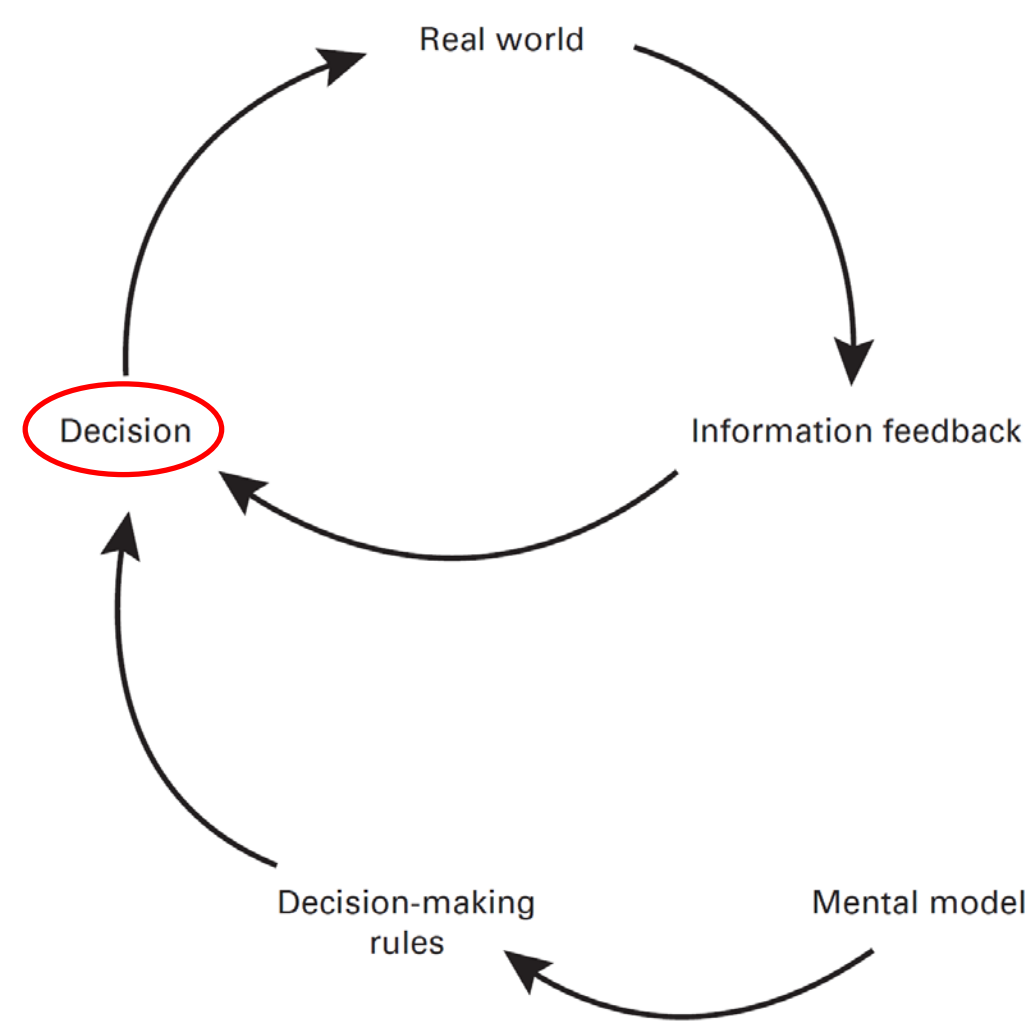 Real world
Decision
Information feedback
Decision-making
rules
Mental model